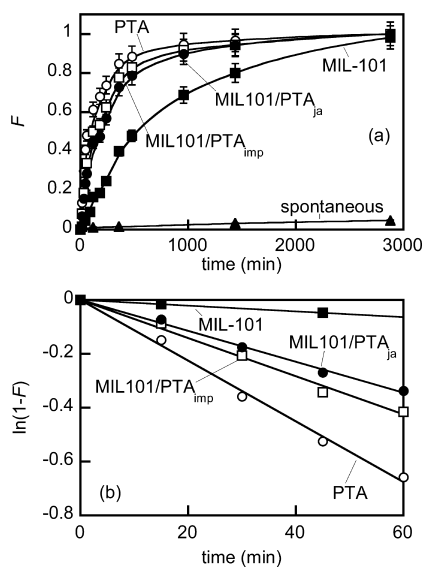 PTA
MIL-101
MIL101/PTAja
MIL101/PTAimp
(a)
spontaneous
F
1
0.8
0.6
0.4
0.2
0
0
1000
2000
3000
time (min)
MIL-101
MIL101/PTAja
MIL101/PTAimp
PTA
(b)
ln(1-F)
-0
-0.2
-0.4
-0.6
-0.8
0
20
40
60
time (min)